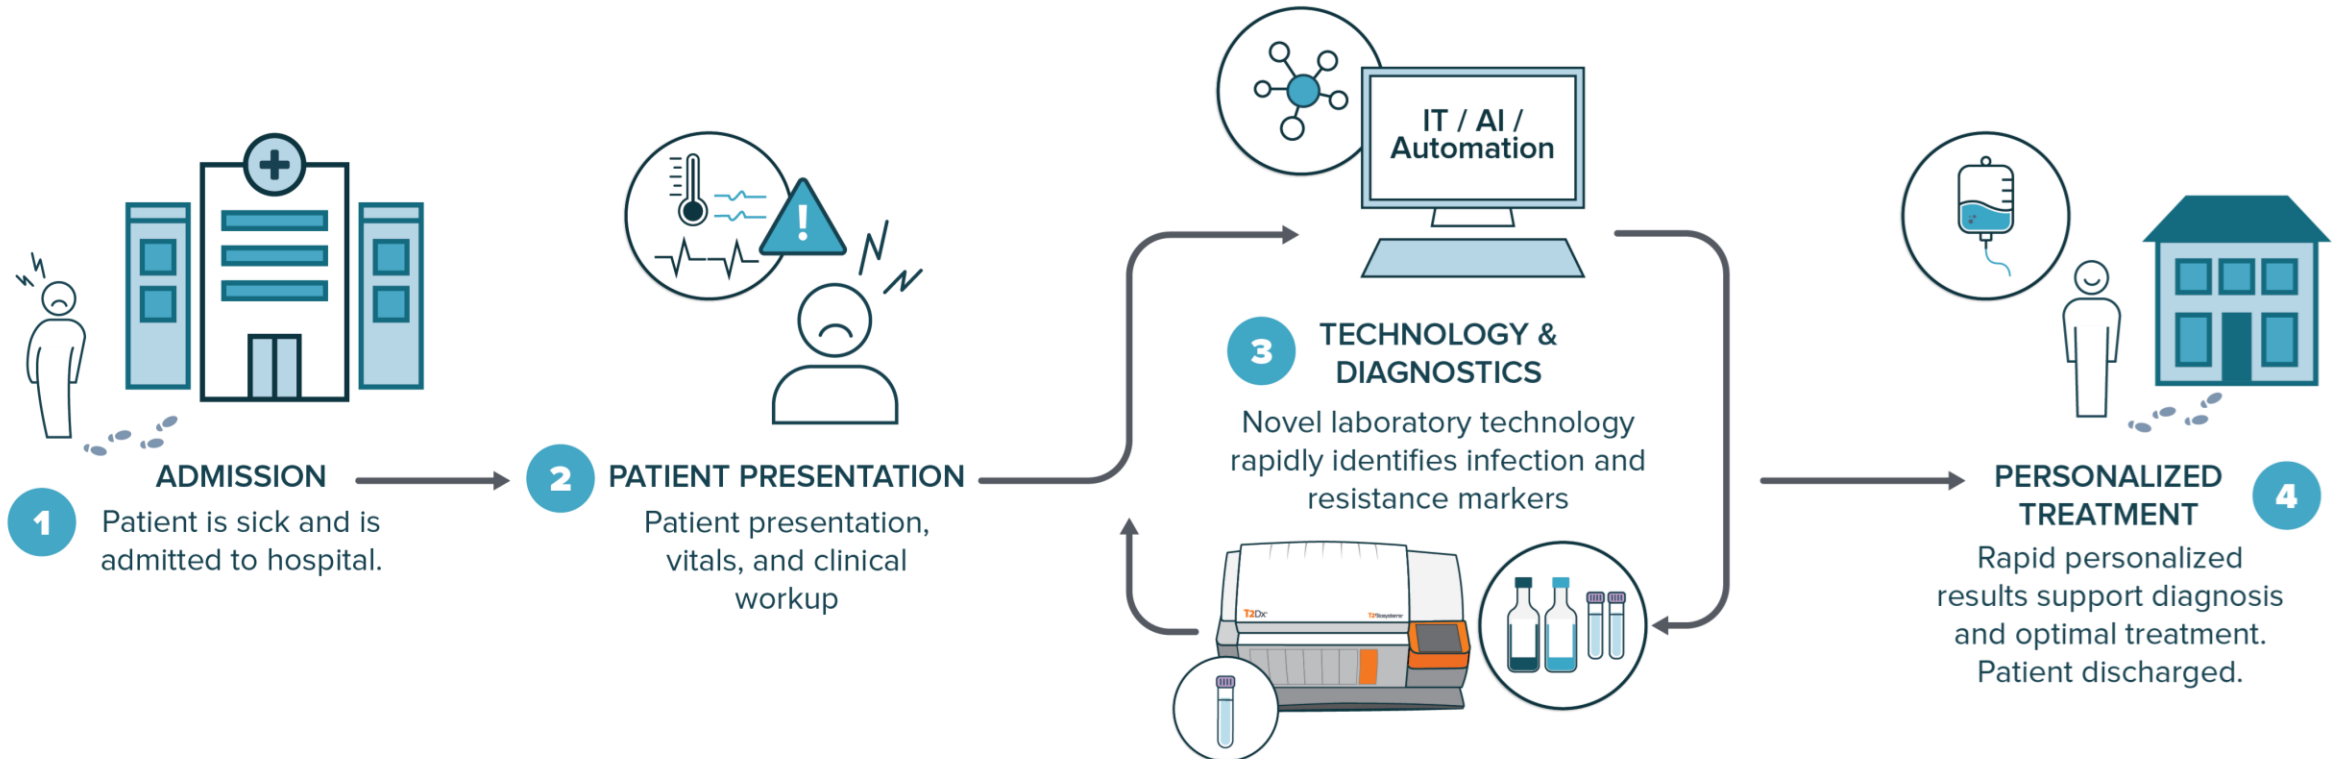 IT / AI /
Automation
1
ADMISSION
Patient is sick and is
admitted to hospital.
2
PATIENT PRESENTATION
Patient presentation,
vitals, and clinical
workup
3
TECHNOLOGY &
DIAGNOSTICS
Novel laboratory technology
rapidly identifies infection and
resistance markers
T2Dx
T2Biosystems
PERSONALIZED
TREATMENT
4
Rapid personalized
results support diagnosis
and optimal treatment.
Patient discharged.